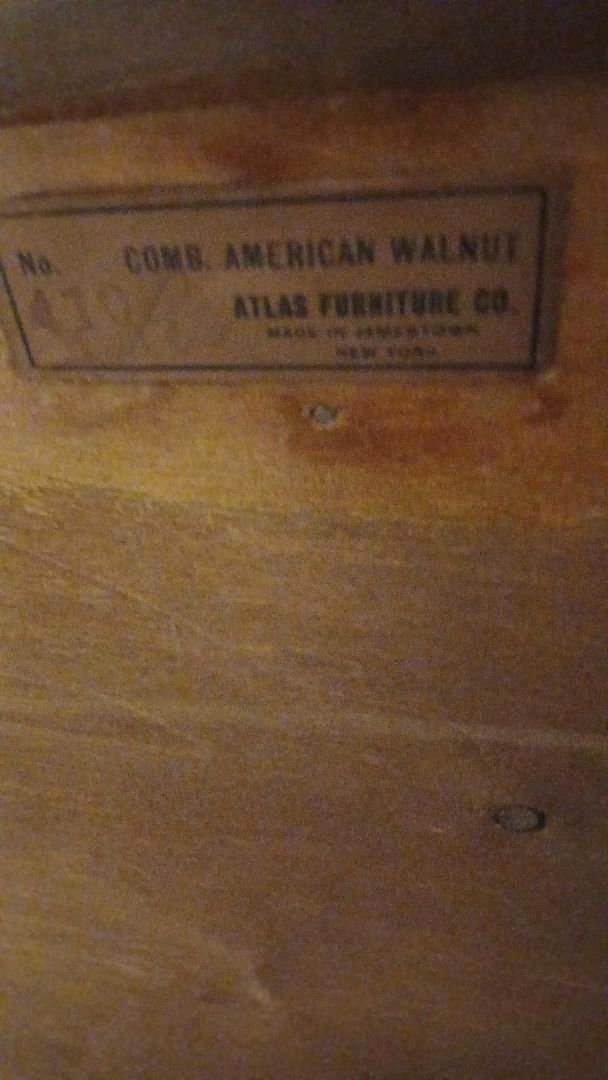 No. COMB. AMERICAN WALNUT
ATLAS FURNITURE CO.
MADE IN JAMESTOWN
NEW YORK